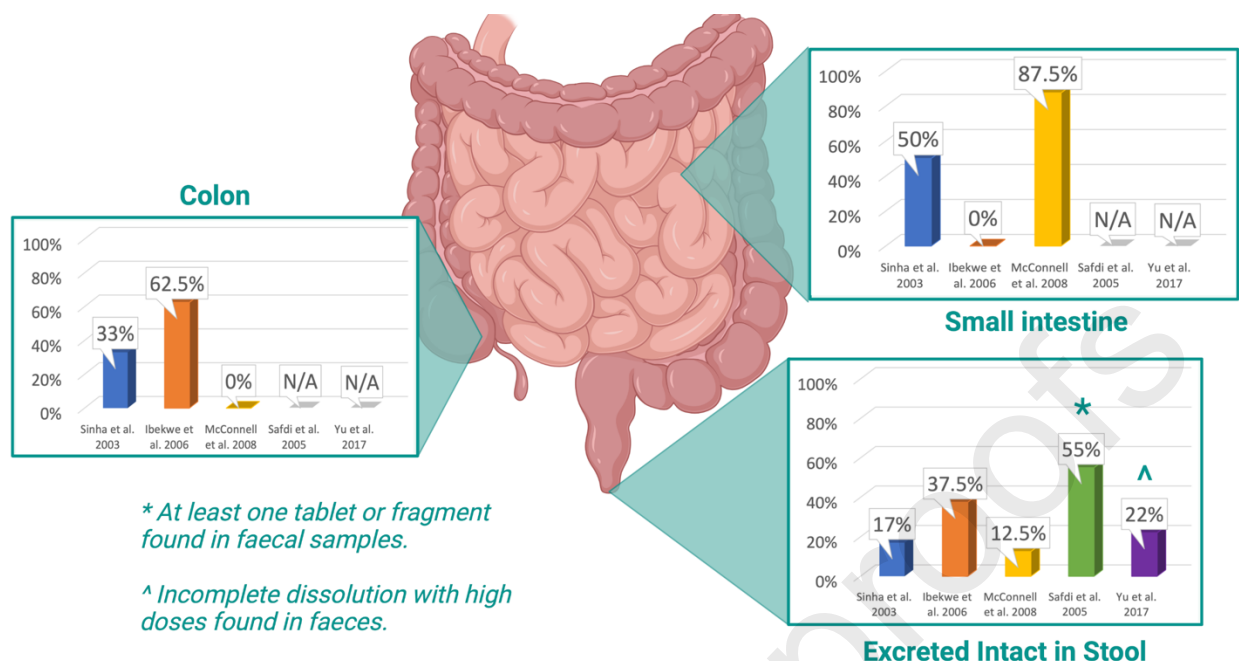 Colon
100%
80%
60%
40%
20%
0%
33%
62.5%
0%
N/A
N/A
Sinha et al. 2003
Ibekwe et al. 2006
McConnell et al. 2008
Safdi et al. 2005
Yu et al. 2017
100%
80%
60%
40%
20%
0%
50%
0%
87.5%
N/A
N/A
Sinha et al. 2003
Ibekwe et al. 2006
McConnell et al. 2008
Safdi et al. 2005
Yu et al. 2017
Small intestine
100%
80%
60%
40%
20%
0%
17%
37.5%
12.5%
*
55%
^
22%
Sinha et al. 2003
Ibekwe et al. 2006
McConnell et al. 2008
Safdi et al. 2005
Yu et al. 2017
Excreted Intact in Stool
* At least one tablet or fragment
found in faecal samples.
^ Incomplete dissolution with high
doses found in faeces.
proofs